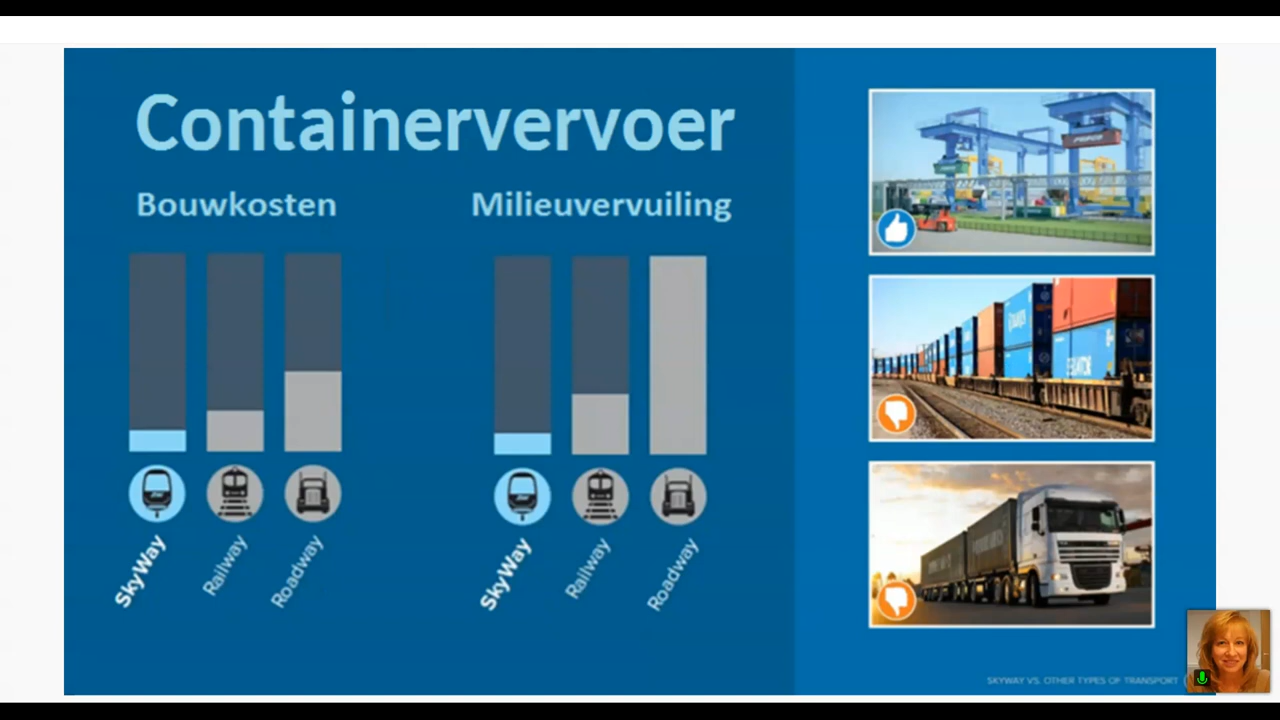 Containervervoer
Bouwkosten
Milieuvervuiling
SkyWay
Railway
Roadway
SkyWay
Railway
Roadway
SKYWAY VS. OTHER TYPES OF TRANSPORT